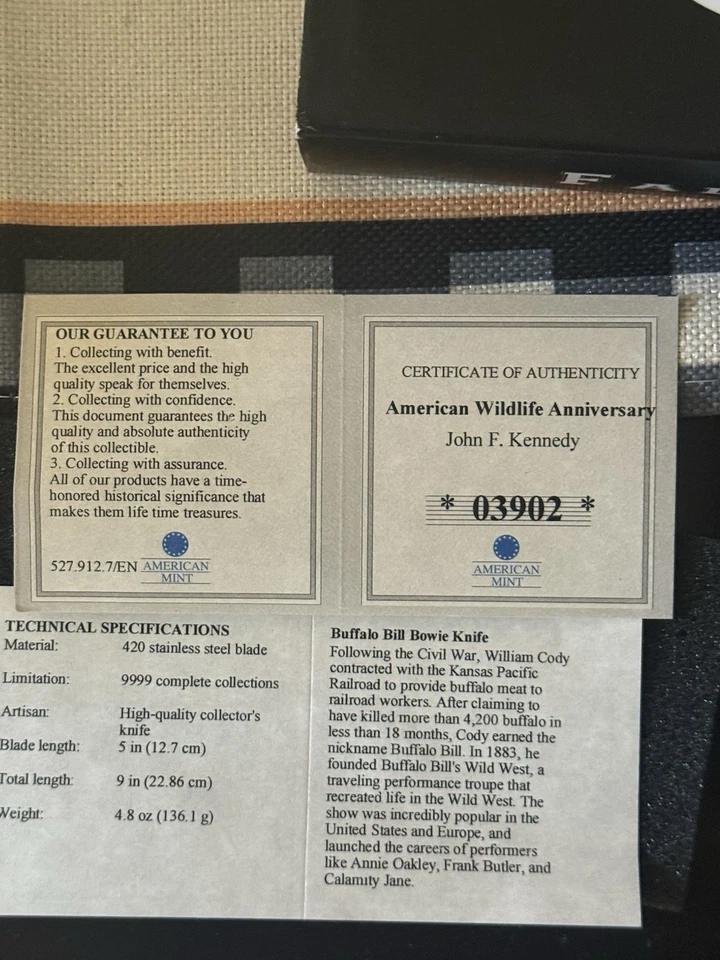 FA
OUR GUARANTEE TO YOU
1. Collecting with benefit.
The excellent price and the high
quality speak for themselves.
2. Collecting with confidence.
This document guarantees the high
quality and absolute authenticity
of this collectible.
3. Collecting with assurance.
All of our products have a time-
honored historical significance that
makes them life time treasures.
527.912.7/EN AMERICAN
MINT
CERTIFICATE OF AUTHENTICITY
American Wildlife Anniversary
John F. Kennedy
* 03902 *
AMERICAN
MINT
TECHNICAL SPECIFICATIONS
Material: 420 stainless steel blade
Limitation: 9999 complete collections
Artisan: High-quality collector's
knife
Blade length: 5 in (12.7 cm)
Total length: 9 in (22.86 cm)
Weight: 4.8 oz (136.1 g)
Buffalo Bill Bowie Knife
Following the Civil War, William Cody
contracted with the Kansas Pacific
Railroad to provide buffalo meat to
railroad workers. After claiming to
have killed more than 4,200 buffalo in
less than 18 months, Cody earned the
nickname Buffalo Bill. In 1883, he
founded Buffalo Bill's Wild West, a
traveling performance troupe that
recreated life in the Wild West. The
show was incredibly popular in the
United States and Europe, and
launched the careers of performers
like Annie Oakley, Frank Butler, and
Calamity Jane.